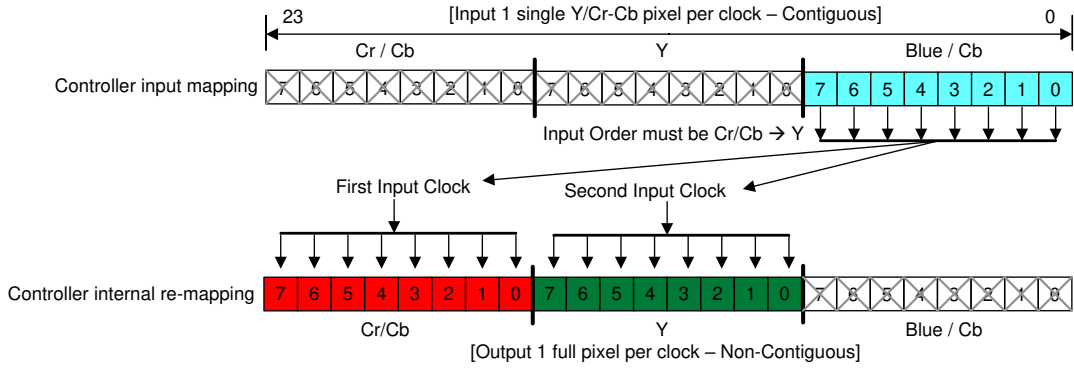 23 [Input 1 single Y/Cr-Cb pixel per clock – Contiguous] 0
Cr / Cb Y Blue / Cb
Controller input mapping 7 6 5 4 3 2 1 0 7 6 5 4 3 2 1 0 7 6 5 4 3 2 1 0
Input Order must be Cr/Cb → Y
First Input Clock Second Input Clock
Controller internal re-mapping 7 6 5 4 3 2 1 0 7 6 5 4 3 2 1 0 7 6 5 4 3 2 1 0
Cr/Cb Y Blue / Cb
[Output 1 full pixel per clock – Non-Contiguous]